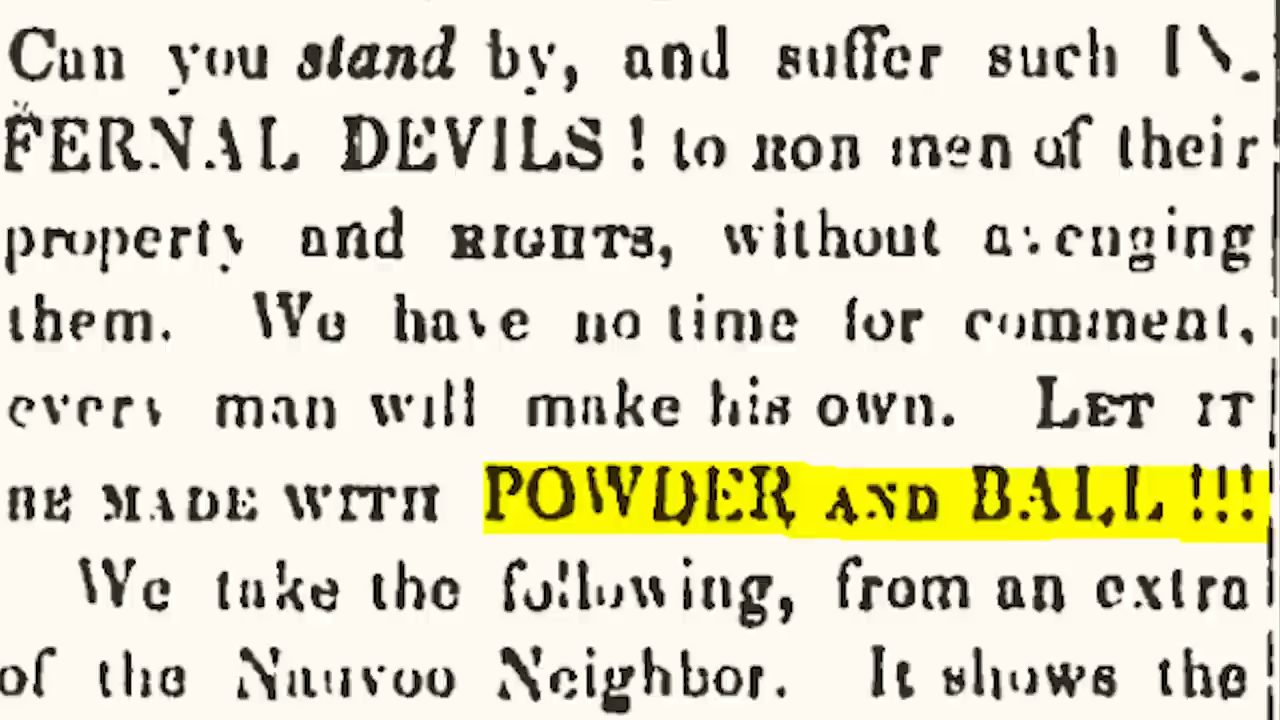 Can you stand by, and suffer such IN-
FERNAL DEVILS! to ROB men of their
property and RIGHTS, without avenging
them. We have no time for comment,
every man will make his own. LET IT
BE MADE WITH POWDER AND BALL!!!
We take the following, from an extra
of the Nauvoo Neighbor. It shows the